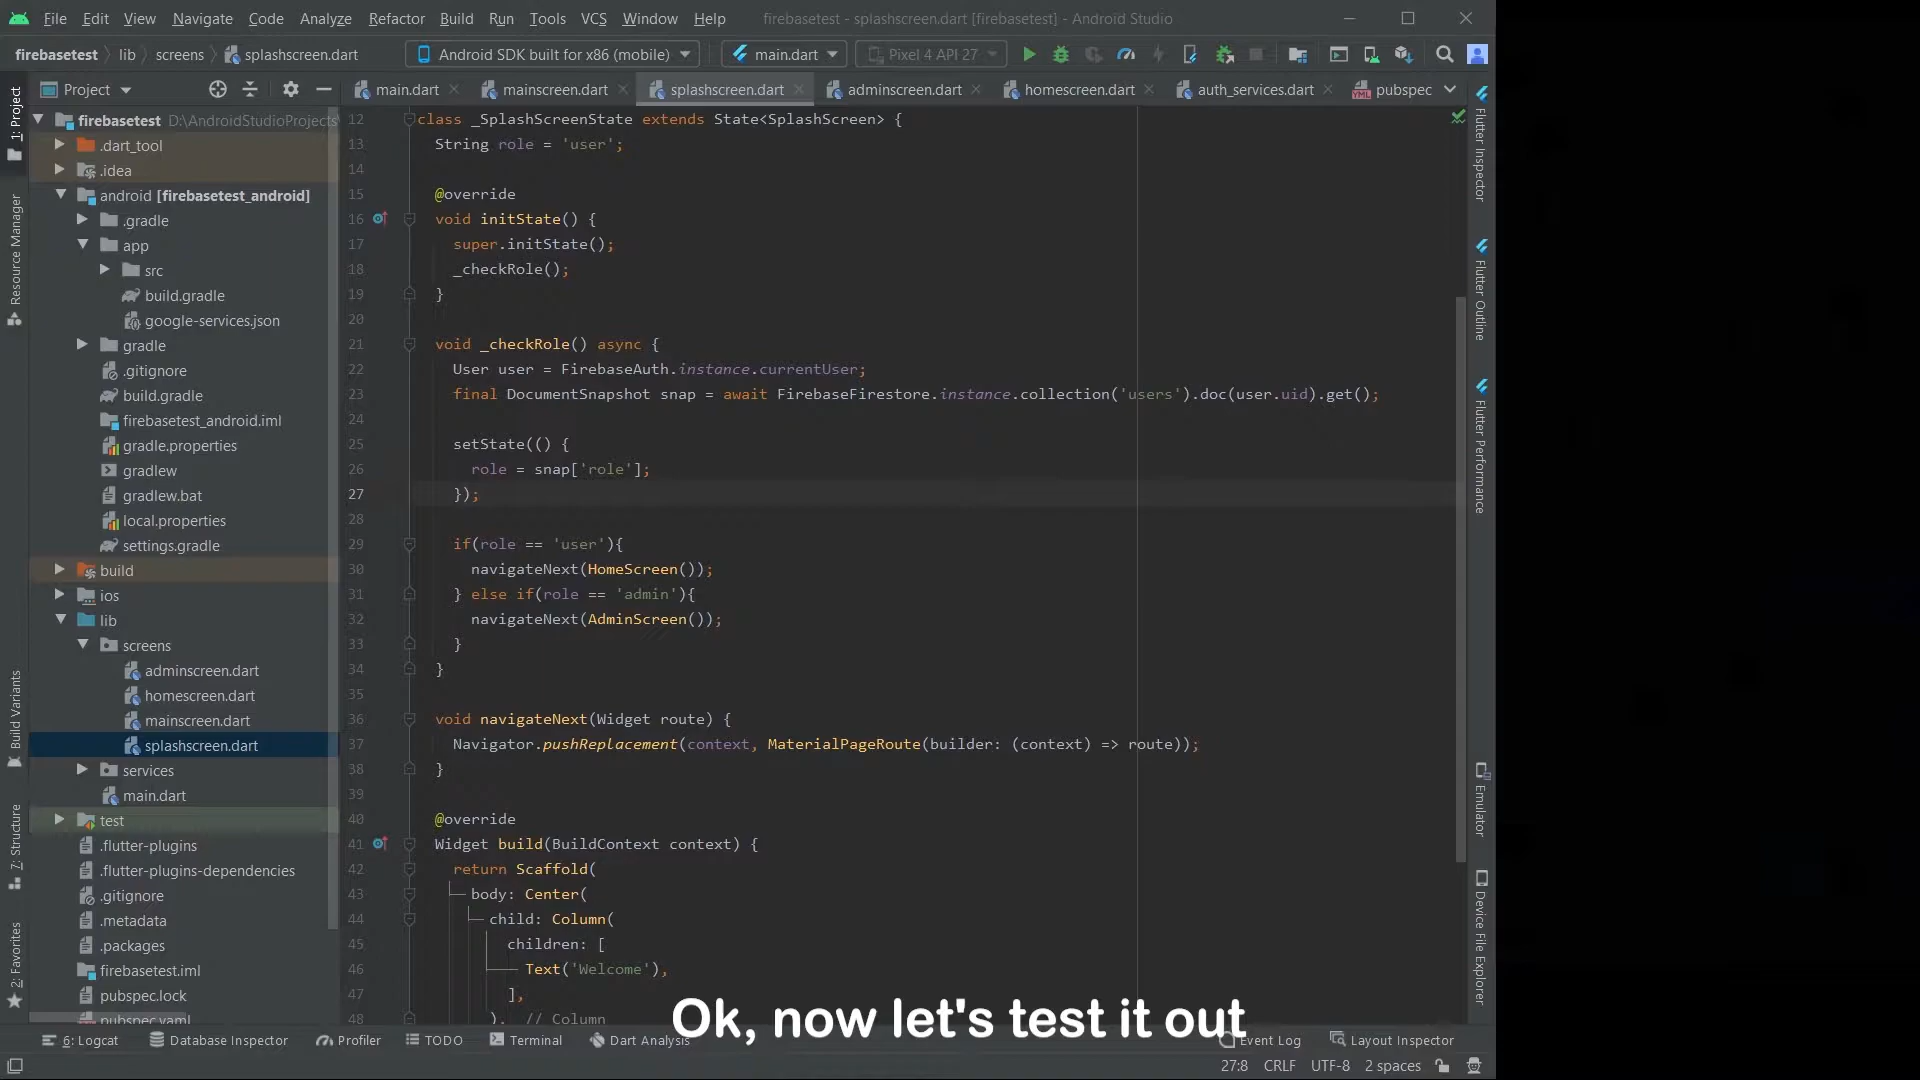 File Edit View Navigate Code Analyze Refactor Build Run Tools VCS Window Help firebasetest - splashscreen.dart [firebasetest] - Android Studio
firebasetest lib screens splashscreen.dart Android SDK built for x86 (mobile) main.dart Pixel 4 API 27
Project main.dart mainscreen.dart splashscreen.dart adminscreen.dart homescreen.dart auth_services.dart pubspec
1: Project
Resource Manager
Build Variants
7: Structure
2: Favorites
firebasetest D:\AndroidStudioProjects\
.dart_tool
.idea
android [firebasetest_android]
.gradle
app
src
build.gradle
google-services.json
gradle
.gitignore
build.gradle
firebasetest_android.iml
gradle.properties
gradlew
gradlew.bat
local.properties
settings.gradle
build
ios
lib
screens
adminscreen.dart
homescreen.dart
mainscreen.dart
splashscreen.dart
services
main.dart
test
.flutter-plugins
.flutter-plugins-dependencies
.gitignore
.metadata
.packages
firebasetest.iml
pubspec.lock
pubspec.yaml
12 class _SplashScreenState extends State<SplashScreen> {
13 String role = 'user';
14
15 @override
16 void initState() {
17 super.initState();
18 _checkRole();
19 }
20
21 void _checkRole() async {
22 User user = FirebaseAuth.instance.currentUser;
23 final DocumentSnapshot snap = await FirebaseFirestore.instance.collection('users').doc(user.uid).get();
24
25 setState(() {
26 role = snap['role'];
27 });
28
29 if(role == 'user'){
30 navigateNext(HomeScreen());
31 } else if(role == 'admin'){
32 navigateNext(AdminScreen());
33 }
34 }
35
36 void navigateNext(Widget route) {
37 Navigator.pushReplacement(context, MaterialPageRoute(builder: (context) => route));
38 }
39
40 @override
41 Widget build(BuildContext context) {
42 return Scaffold(
43 body: Center(
44 child: Column(
45 children: [
46 Text('Welcome'),
47 ],
48 ), // Column
Flutter Inspector
Flutter Outline
Flutter Performance
Emulator
Device File Explorer
Ok, now let's test it out
6: Logcat Database Inspector Profiler TODO Terminal Dart Analysis Event Log Layout Inspector
27:8 CRLF UTF-8 2 spaces